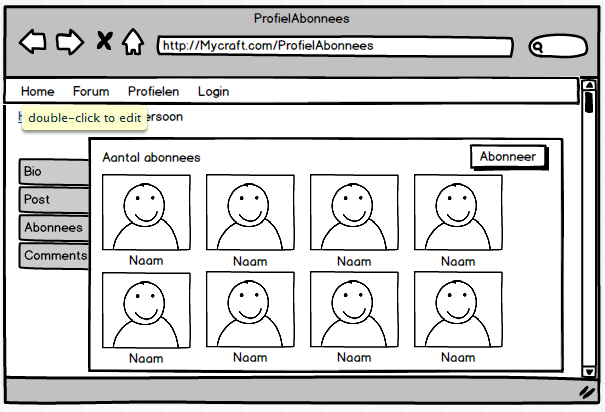 ProfielAbonnees
http://Mycraft.com/ProfielAbonnees
Home Forum Profielen Login
double-click to edit ersoon
Aantal abonnees Abonneer
Bio
Post
Abonnees
Comments
Naam Naam Naam Naam
Naam Naam Naam Naam